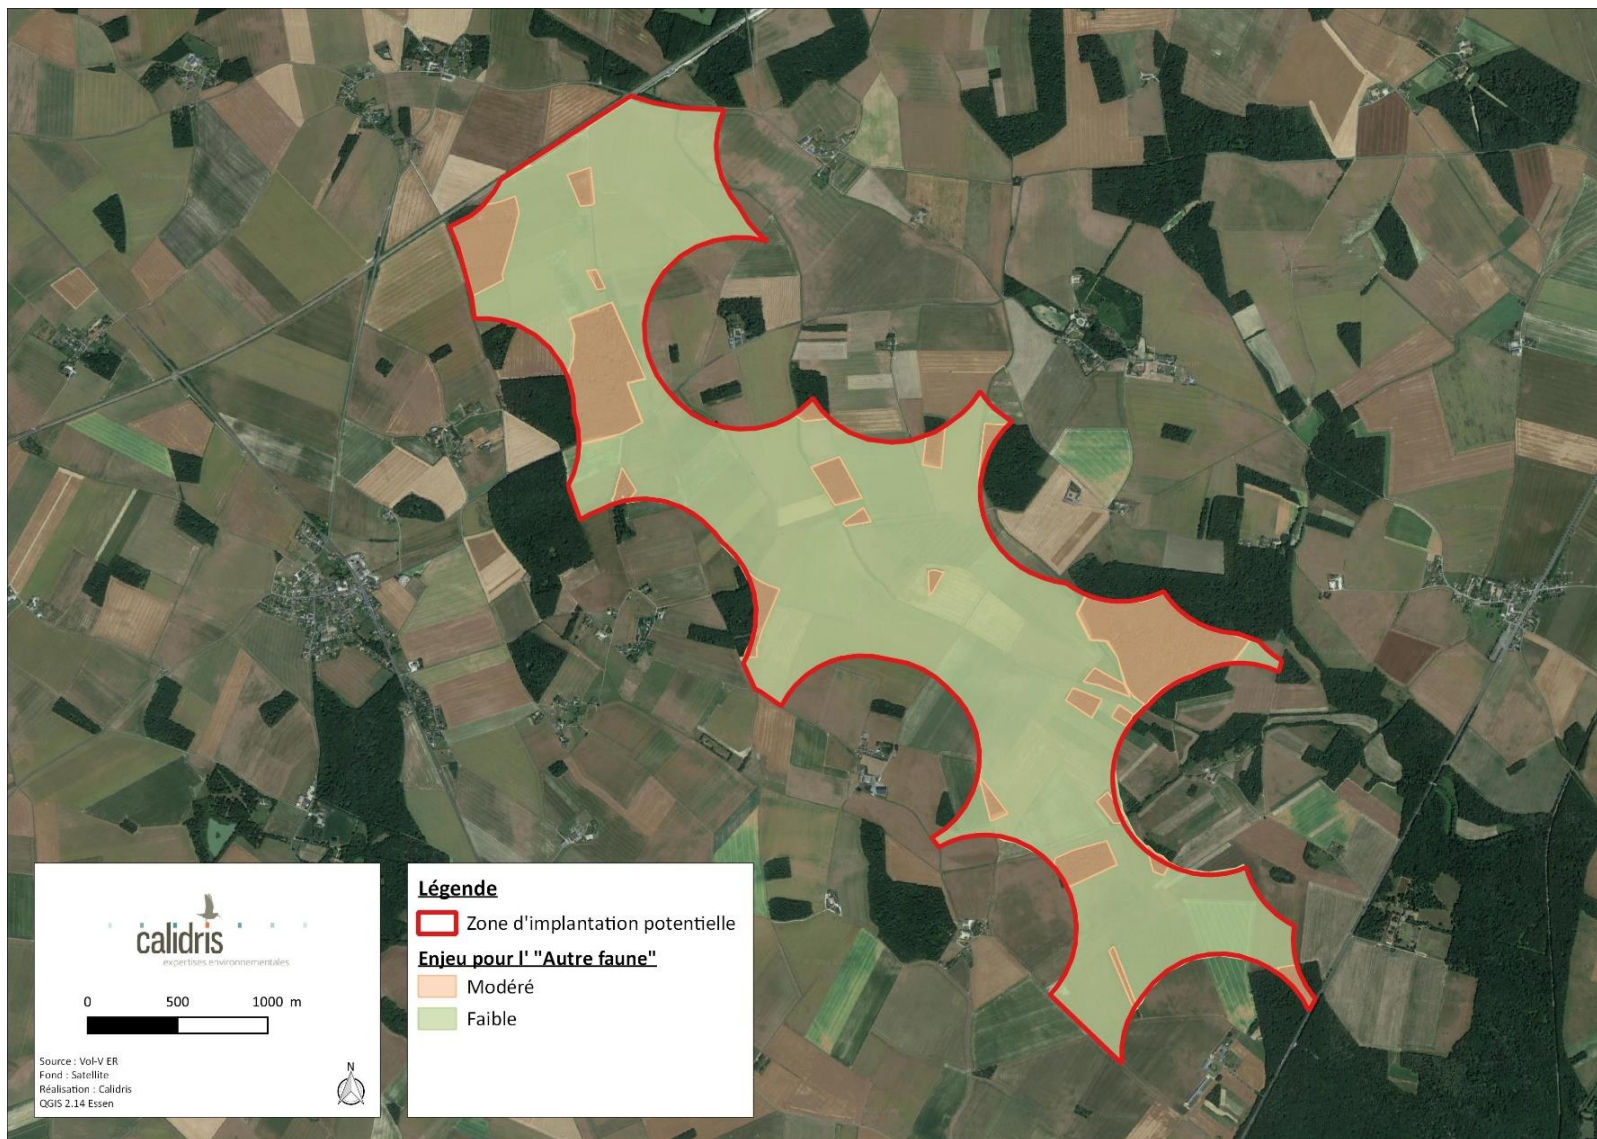 calidris
expertises environnementales
0 500 1000 m
Source : Vol-V ER
Fond : Satellite
Réalisation : Calidris
QGIS 2.14 Essen
N
Légende
Zone d'implantation potentielle
Enjeu pour l' "Autre faune"
Modéré
Faible